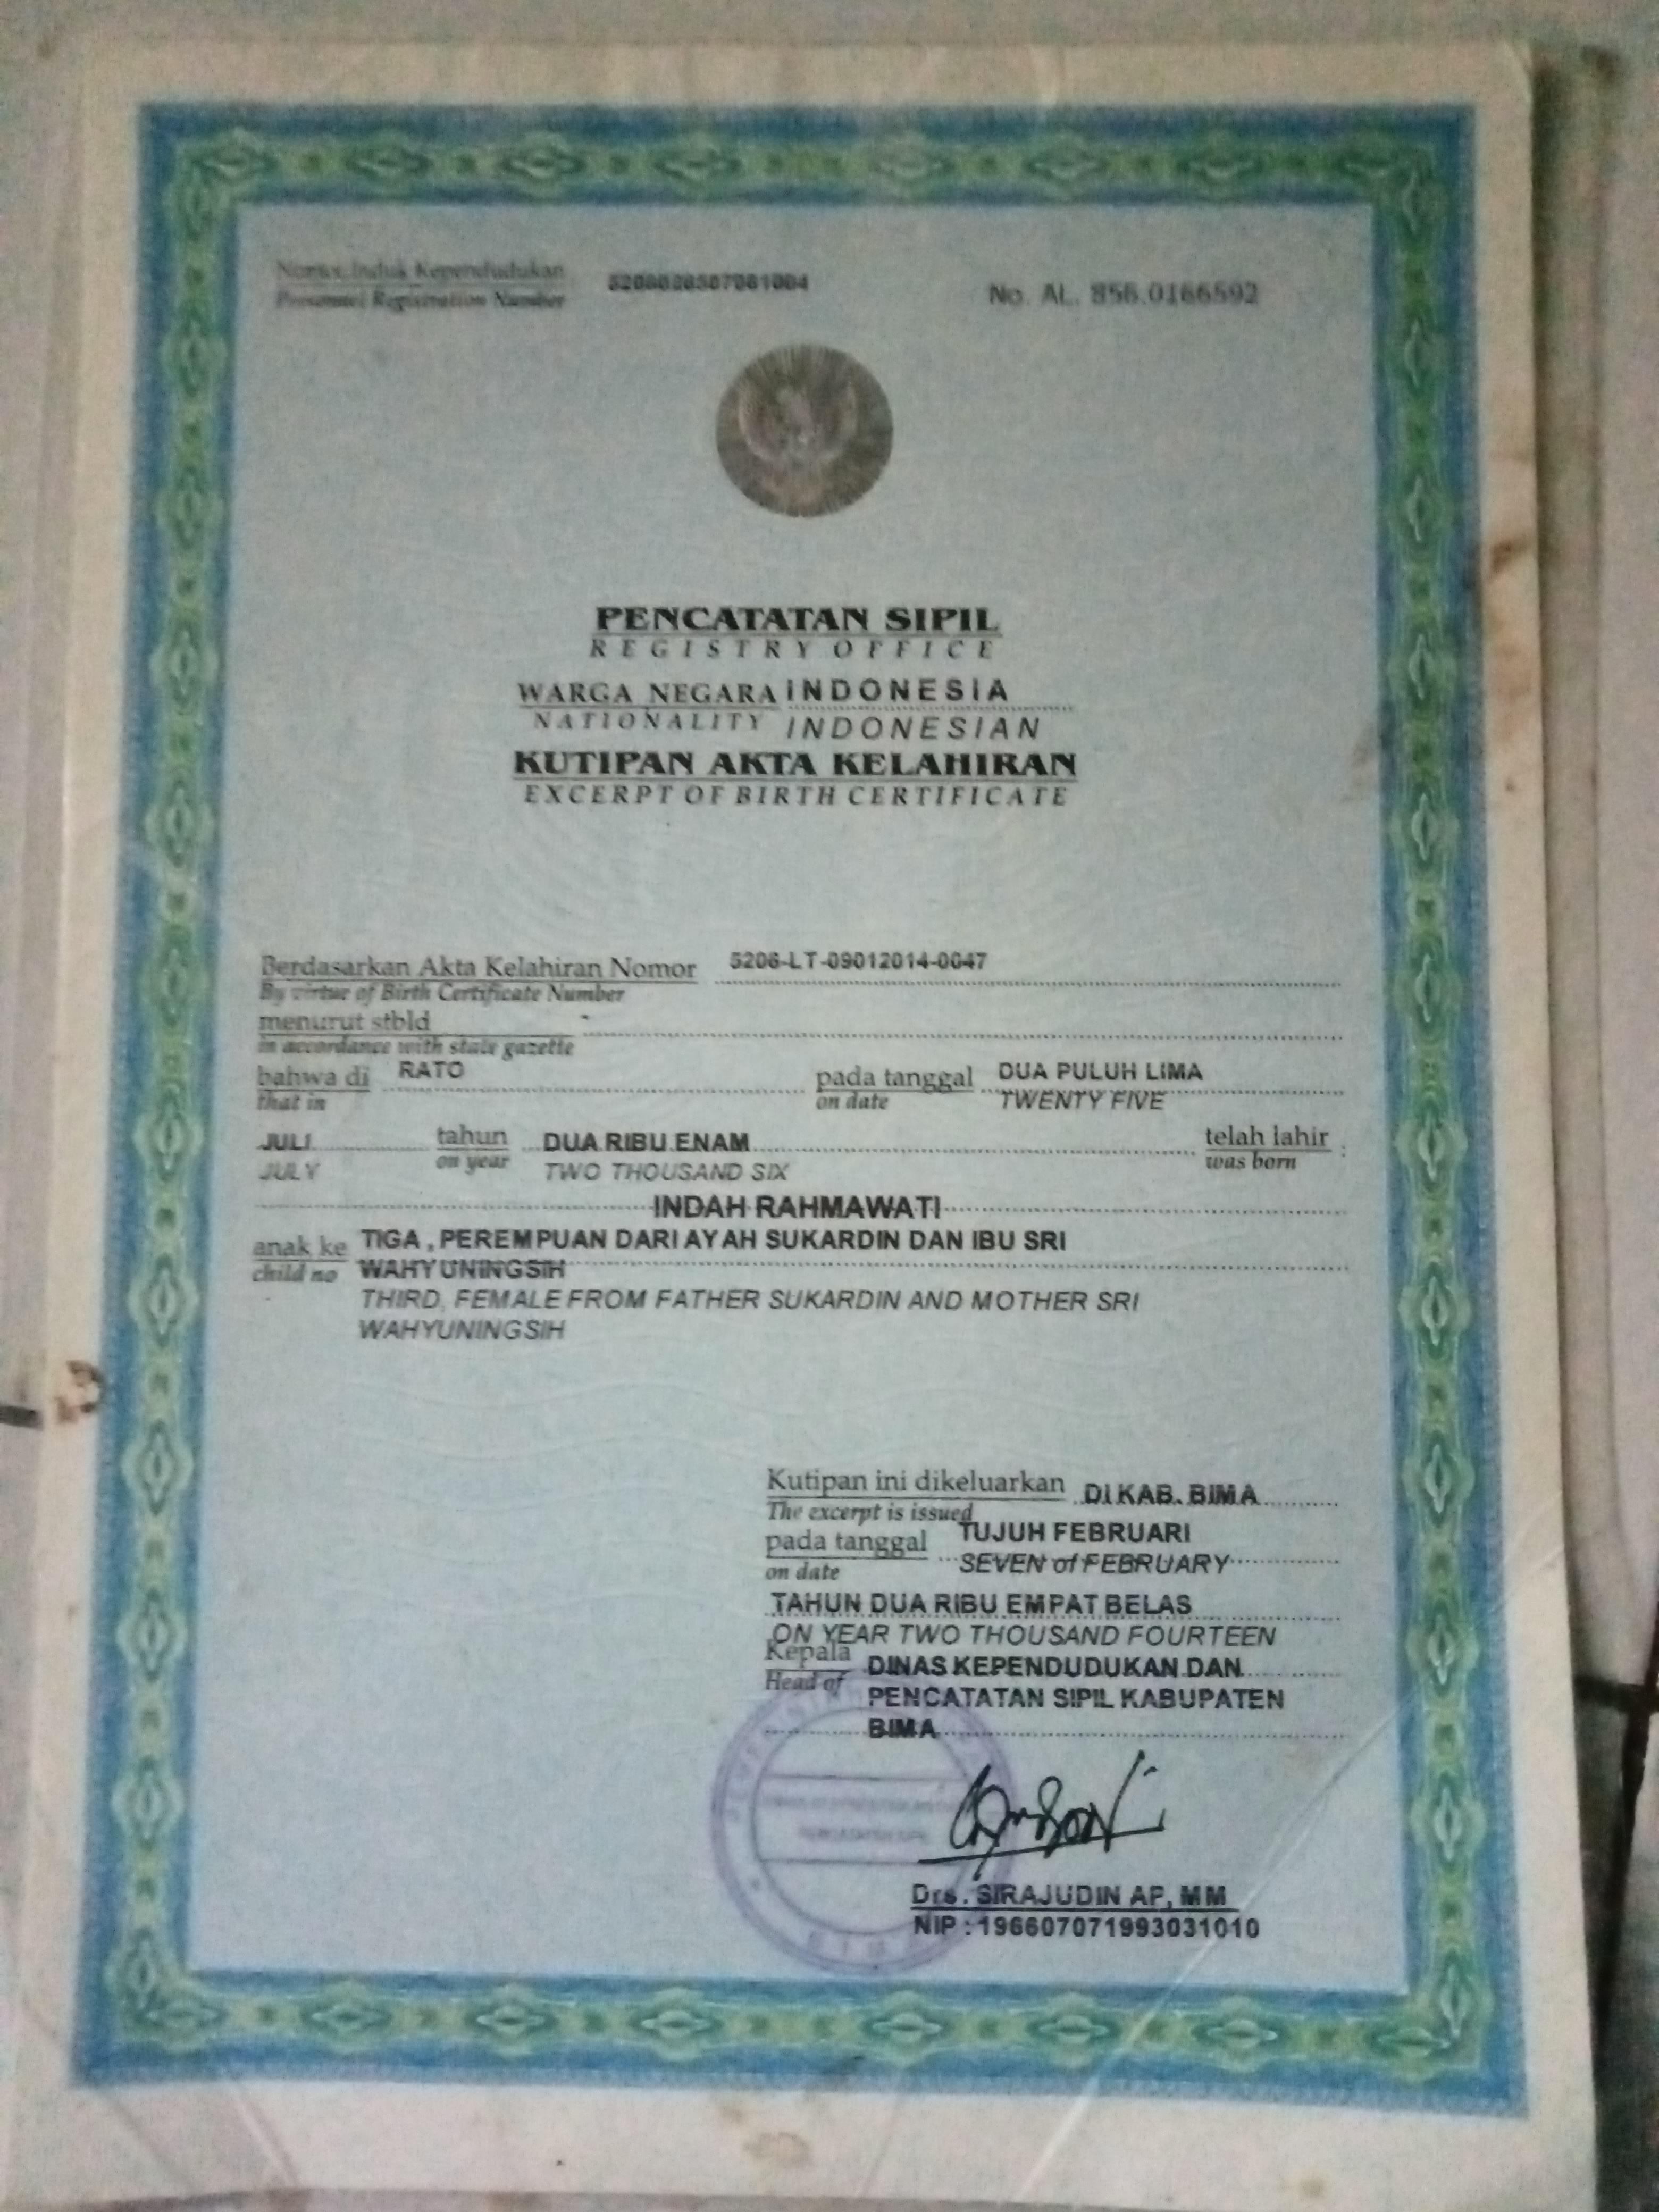 Nomor Induk Kependudukan
Personnel Registration Number
No. AL. 856.0166592
PENCATATAN SIPIL
REGISTRY OFFICE
WARGA NEGARA INDONESIA
NATIONALITY INDONESIAN
KUTIPAN AKTA KELAHIRAN
EXCERPT OF BIRTH CERTIFICATE
Berdasarkan Akta Kelahiran Nomor 5206-LT-09012014-0047
By virtue of Birth Certificate Number
menurut stbld -
in accordance with state gazette
bahwa di RATO pada tanggal DUA PULUH LIMA
that in on date TWENTY FIVE
JULI tahun DUA RIBU ENAM telah lahir :
JULY on year TWO THOUSAND SIX was born
INDAH RAHMAWATI
anak ke TIGA , PEREMPUAN DARI AYAH SUKARDIN DAN IBU SRI
child no WAHYUNINGSIH
THIRD, FEMALE FROM FATHER SUKARDIN AND MOTHER SRI
WAHYUNINGSIH
Kutipan ini dikeluarkan DI KAB. BIMA
The excerpt is issued
pada tanggal TUJUH FEBRUARI
on date SEVEN of FEBRUARY
TAHUN DUA RIBU EMPAT BELAS
ON YEAR TWO THOUSAND FOURTEEN
Kepala DINAS KEPENDUDUKAN DAN
Head of PENCATATAN SIPIL KABUPATEN
BIMA
Drs. SIRAJUDIN AP, MM
NIP : 196607071993031010